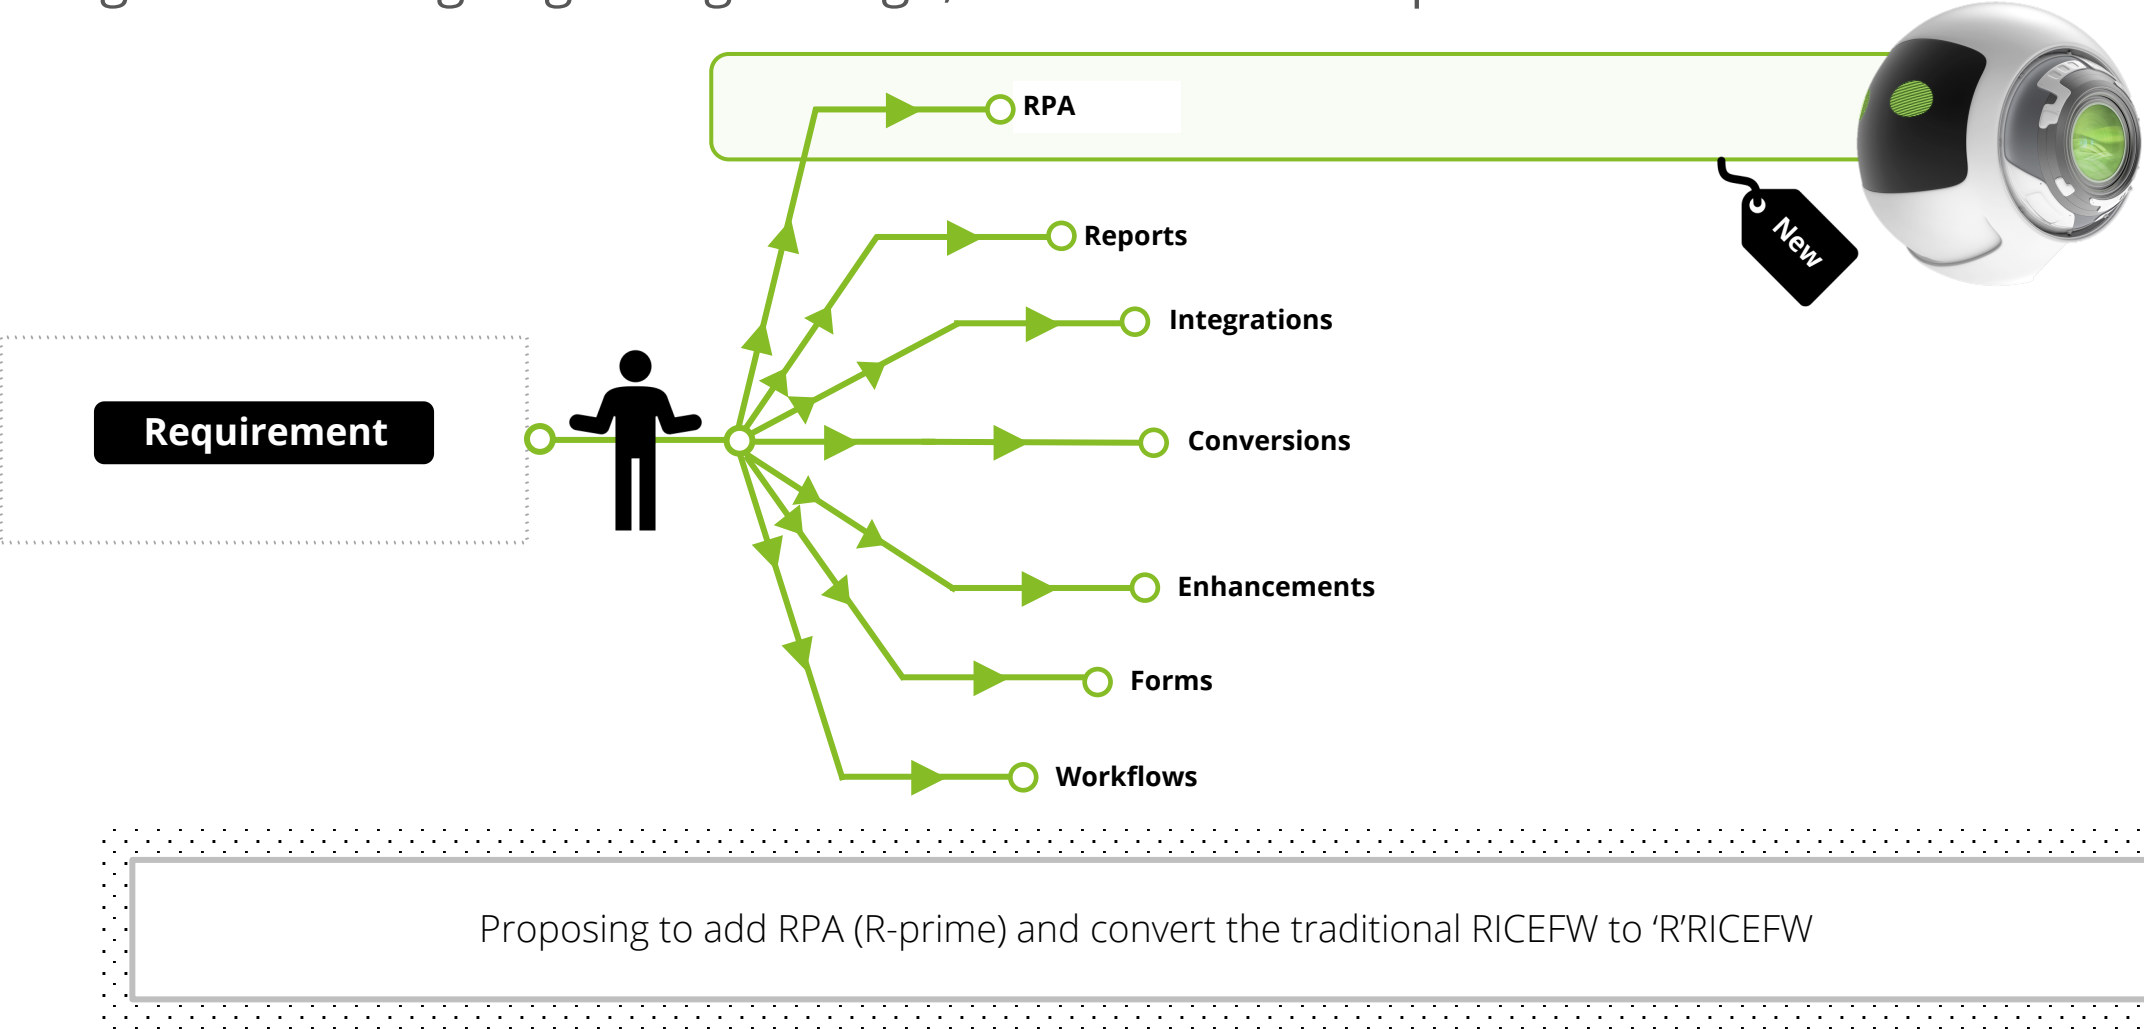 RPA
Reports
New
Integrations
Requirement
Conversions
Enhancements
Forms
Workflows
Proposing to add RPA (R-prime) and convert the traditional RICEFW to ‘R’RICEFW